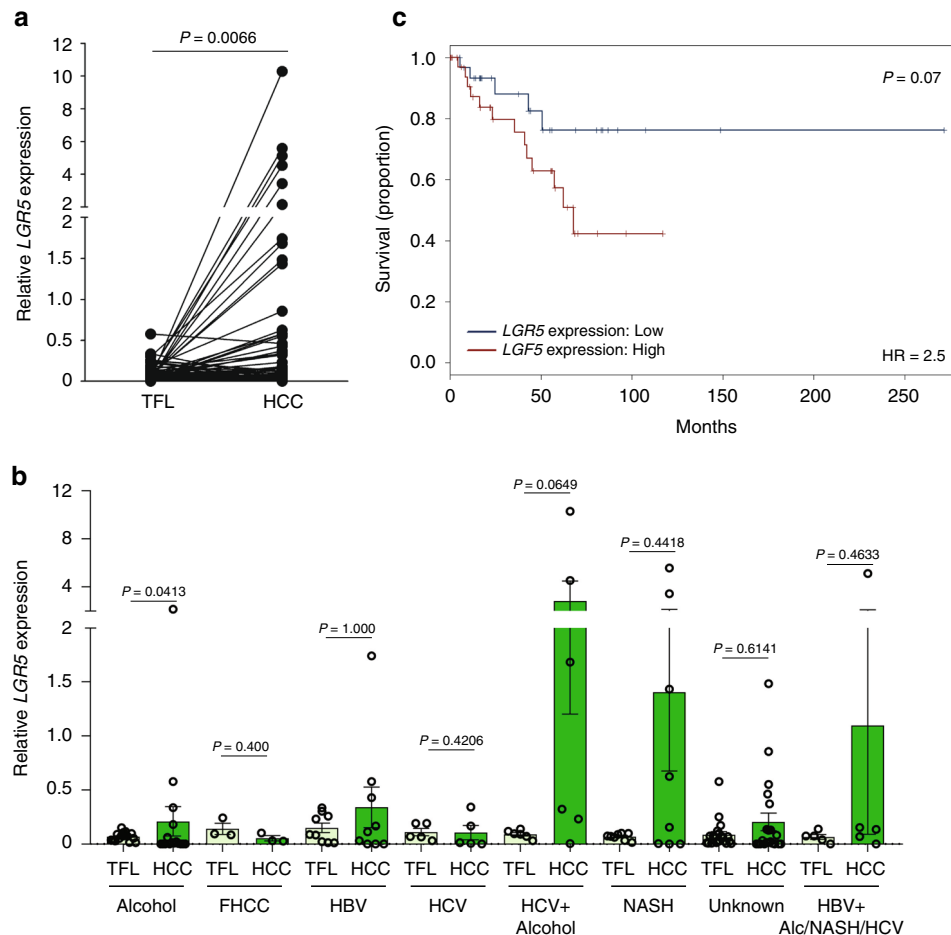 a
P = 0.0066
12
10
8
6
4
2
2
1.5
1.0
0.5
0
Relative LGR5 expression
TFL HCC
c
1.0
0.8
0.6
0.4
0.2
0.0
Survival (proportion)
P = 0.07
LGR5 expression: Low
LGF5 expression: High
HR = 2.5
0 50 100 150 200 250
Months
b
12
8
4
2
2
1.5
1.0
0.5
0
Relative LGR5 expression
P = 0.0413
P = 0.400
P = 1.000
P = 0.4206
P = 0.0649
P = 0.4418
P = 0.6141
P = 0.4633
TFL HCC TFL HCC TFL HCC TFL HCC TFL HCC TFL HCC TFL HCC TFL HCC
Alcohol FHCC HBV HCV HCV+ NASH Unknown HBV+
Alcohol Alc/NASH/HCV